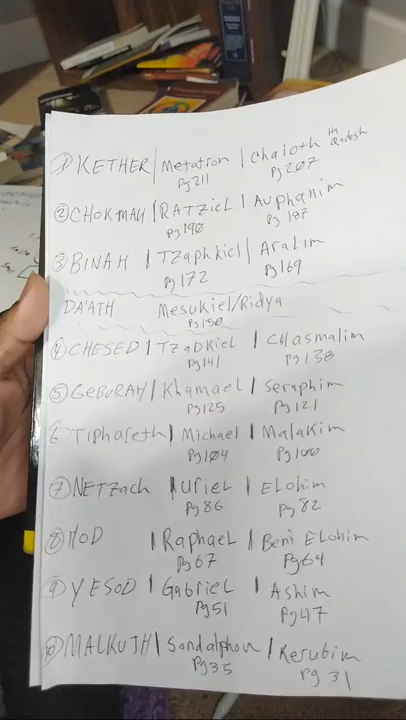 ① KETHER | Metatron | Chaioth Ha Qadesh
Pg 211 Pg 207
② CHOKMAH | RATZieL | Auphanim
pg 190 pg 187
③ BINAH | TZaphkiel | Aralim
pg 172 pg 169
DA'ATH Mesukiel/Ridya
pg 150
④ CHESED | TZaDKieL | CHasmalim
pg 141 pg 138
⑤ GeBURAH | Khamael | Seraphim
pg 125 pg 121
6 Tiphareth | Michael | Malakim
pg 104 pg 100
⑦ NETZach | UrieL | ELohim
pg 86 pg 82
⑧ HOD | RaphaeL | Beni ELohim
pg 67 Pg 64
⑨ YESOD | GabrieL | Ashim
pg 51 pg 47
⑩ MALKUTH | Sandalphon | Kerubim
Pg 35 pg 31